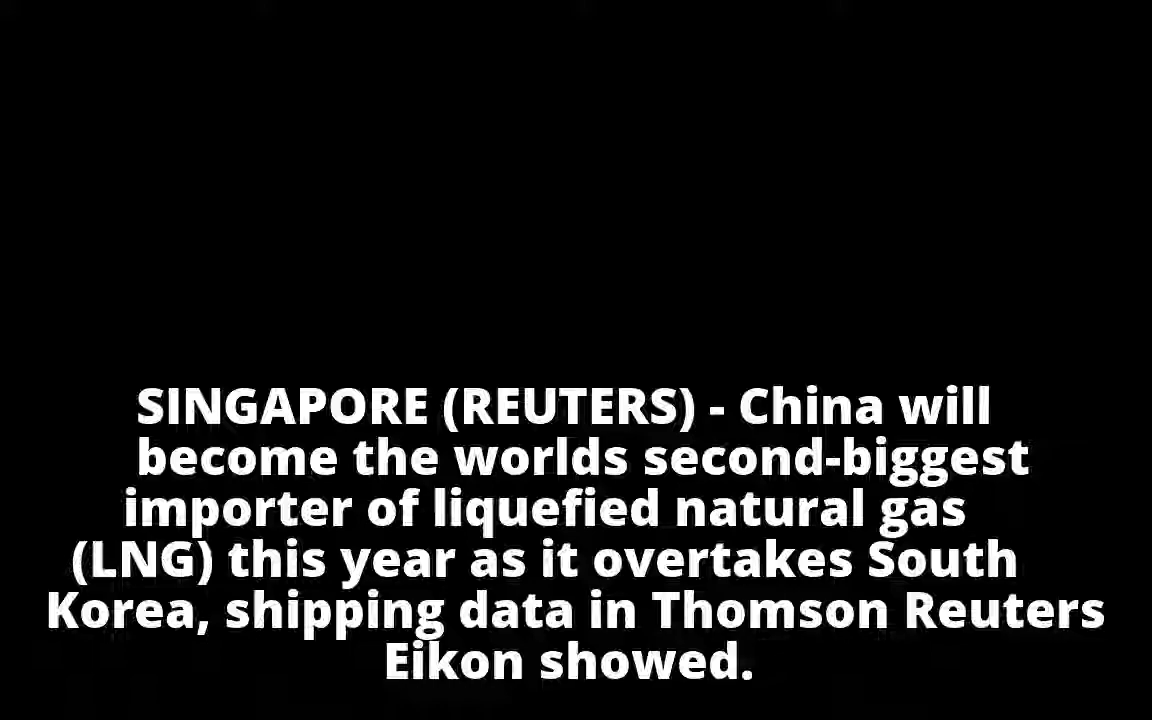 SINGAPORE (REUTERS) - China will
become the worlds second-biggest
importer of liquefied natural gas
(LNG) this year as it overtakes South
Korea, shipping data in Thomson Reuters
Eikon showed.